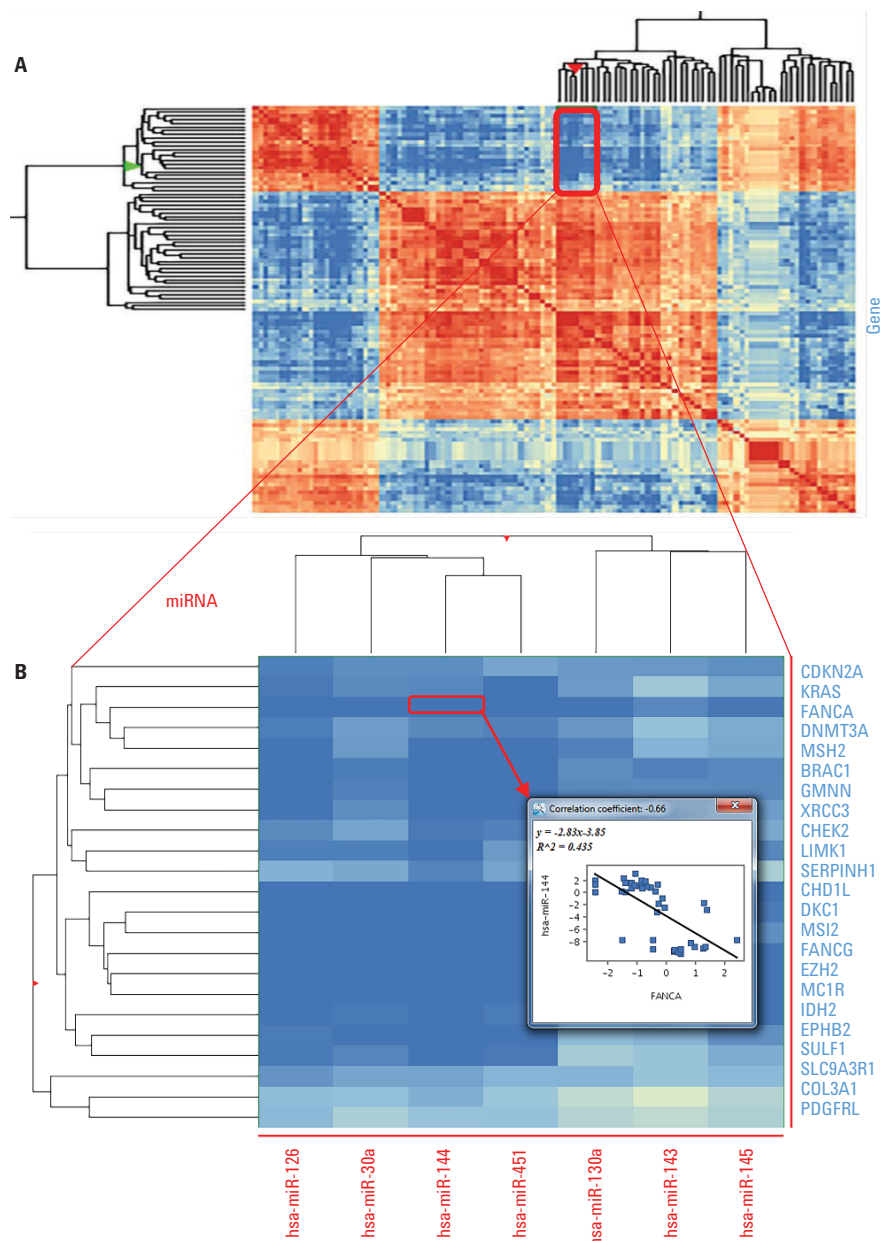 A
Gene
miRNA
B
CDKN2A
KRAS
FANCA
DNMT3A
MSH2
BRAC1
GMNN
XRCC3
CHEK2
LIMK1
SERPINH1
CHD1L
DKC1
MSI2
FANCG
EZH2
MC1R
IDH2
EPHB2
SULF1
SLC9A3R1
COL3A1
PDGFRL
Correlation coefficient: -0.66
x
y = -2.83x-3.85
R^2 = 0.435
hsa-miR-144
2
0
-2
-4
-6
-8
-2 -1 0 1 2
FANCA
hsa-miR-126
hsa-miR-30a
hsa-miR-144
hsa-miR-451
hsa-miR-130a
hsa-miR-143
hsa-miR-145